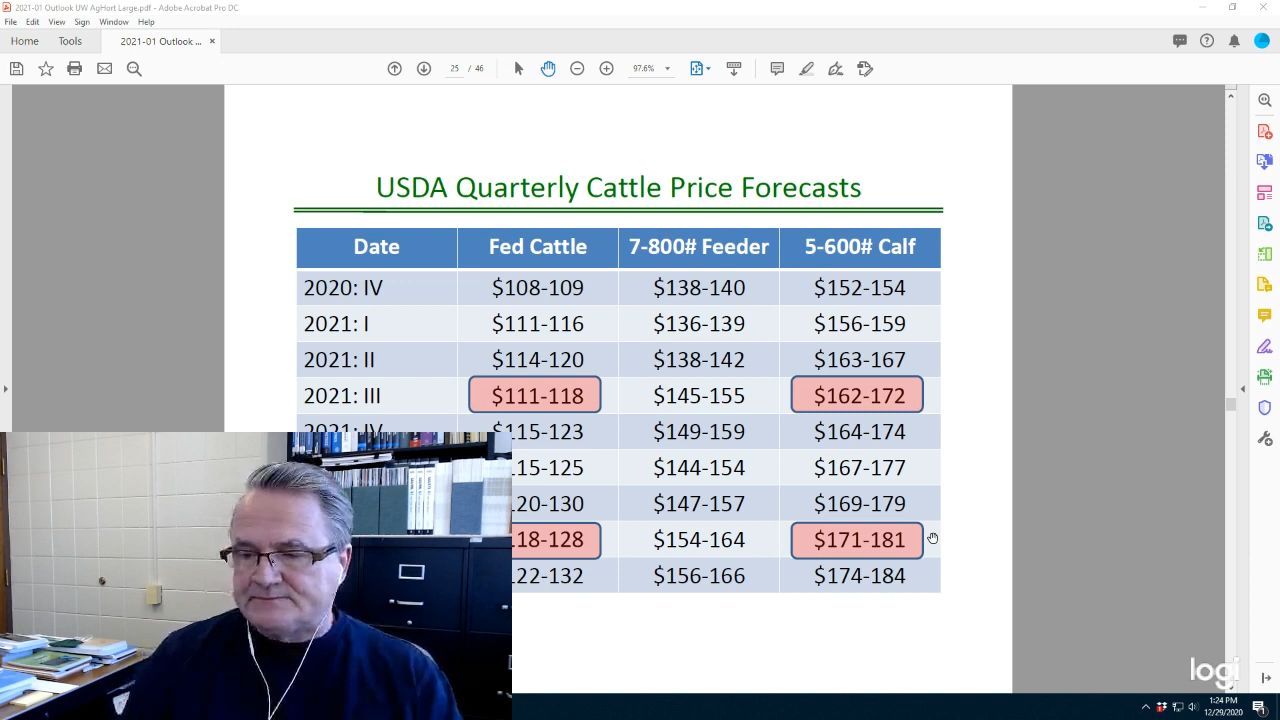 2021-01 Outlook UW AgHort Large.pdf - Adobe Acrobat Pro DC
File Edit View Sign Window Help
Home Tools 2021-01 Outlook ... ×
25 / 46 97.6%
USDA Quarterly Cattle Price Forecasts
Date Fed Cattle 7-800# Feeder 5-600# Calf
2020: IV $108-109 $138-140 $152-154
2021: I $111-116 $136-139 $156-159
2021: II $114-120 $138-142 $163-167
2021: III $111-118 $145-155 $162-172
2021: IV $115-123 $149-159 $164-174
15-125 $144-154 $167-177
20-130 $147-157 $169-179
18-128 $154-164 $171-181
22-132 $156-166 $174-184
logi
1:24 PM
12/29/2020